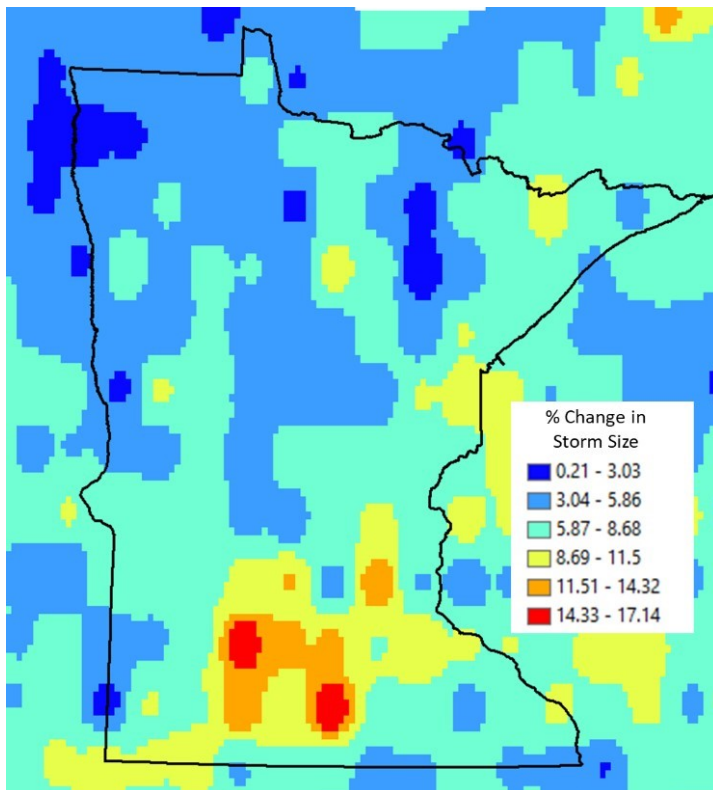 % Change in
Storm Size
0.21 - 3.03
3.04 - 5.86
5.87 - 8.68
8.69 - 11.5
11.51 - 14.32
14.33 - 17.14